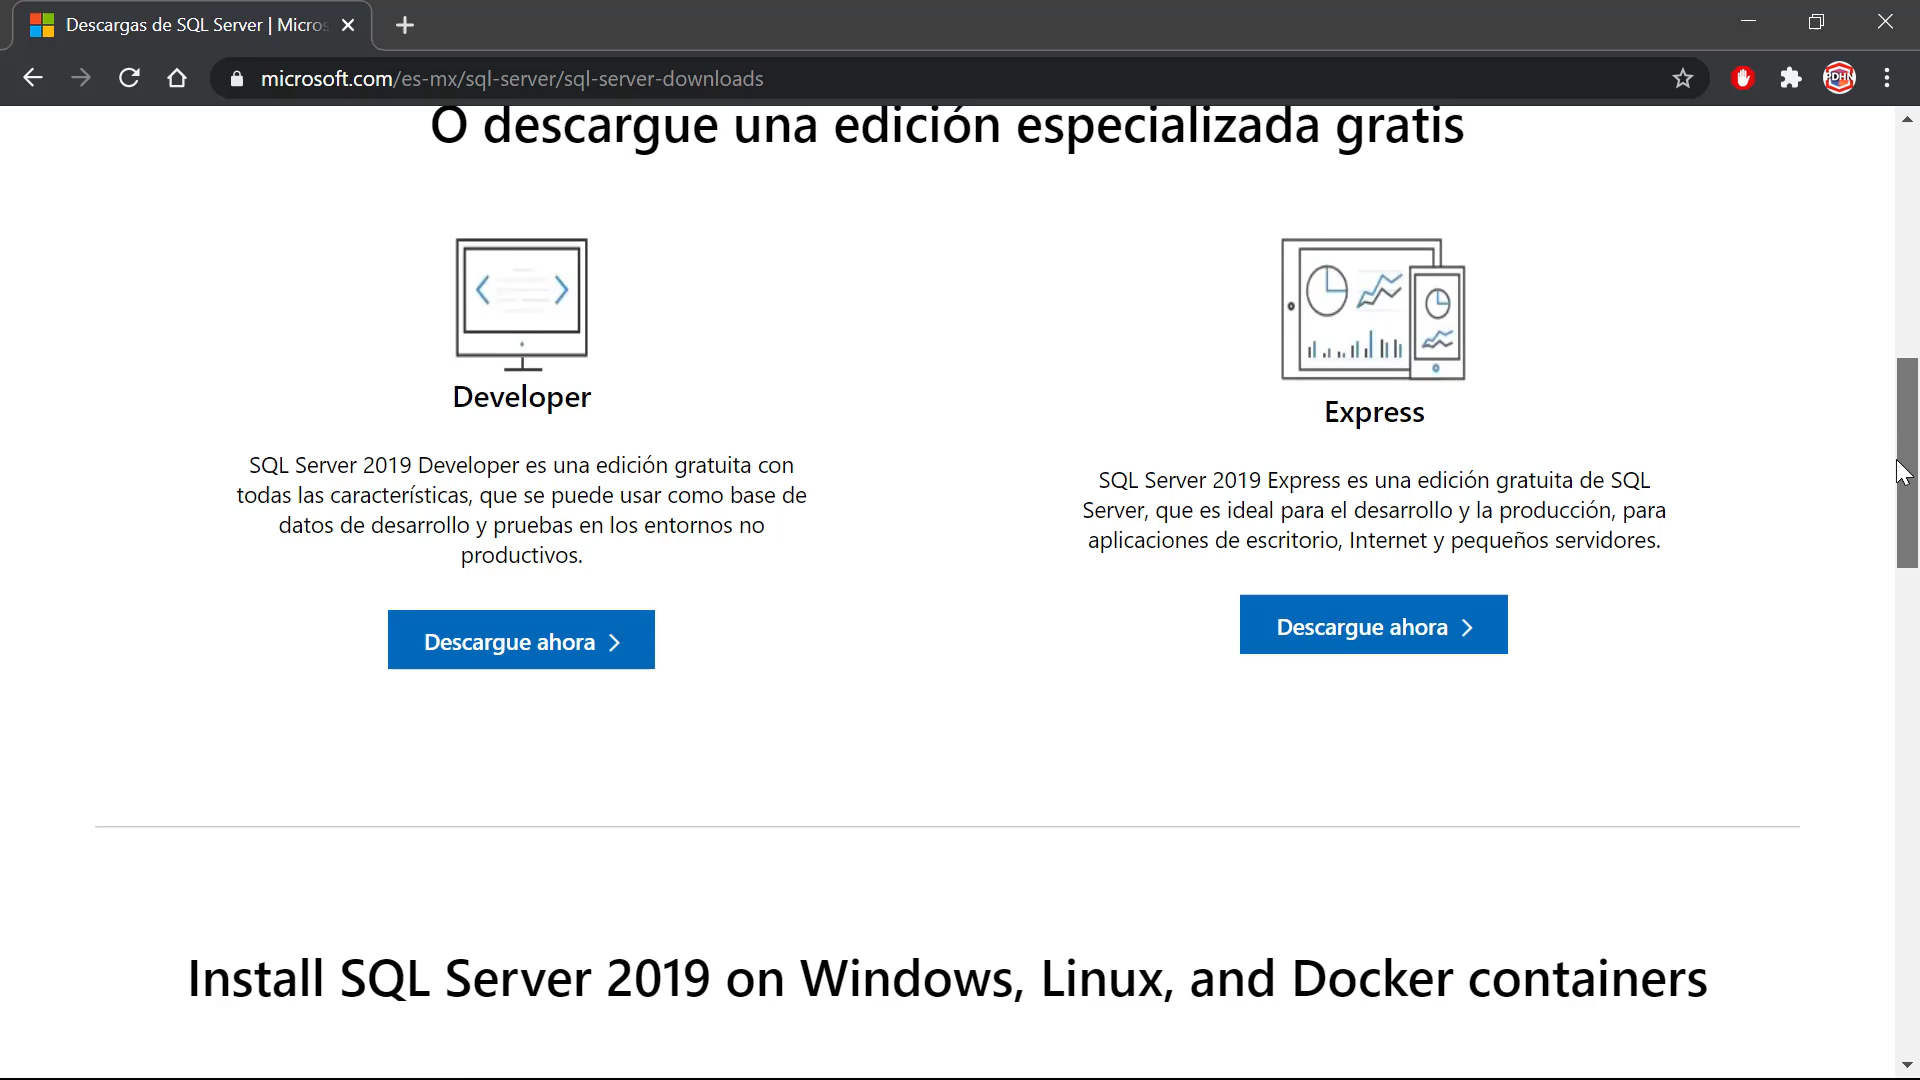 Descargas de SQL Server | Micros
microsoft.com/es-mx/sql-server/sql-server-downloads
PDHN
O descargue una edición especializada gratis
Developer
SQL Server 2019 Developer es una edición gratuita con
todas las características, que se puede usar como base de
datos de desarrollo y pruebas en los entornos no
productivos.
Descargue ahora
Express
SQL Server 2019 Express es una edición gratuita de SQL
Server, que es ideal para el desarrollo y la producción, para
aplicaciones de escritorio, Internet y pequeños servidores.
Descargue ahora
Install SQL Server 2019 on Windows, Linux, and Docker containers